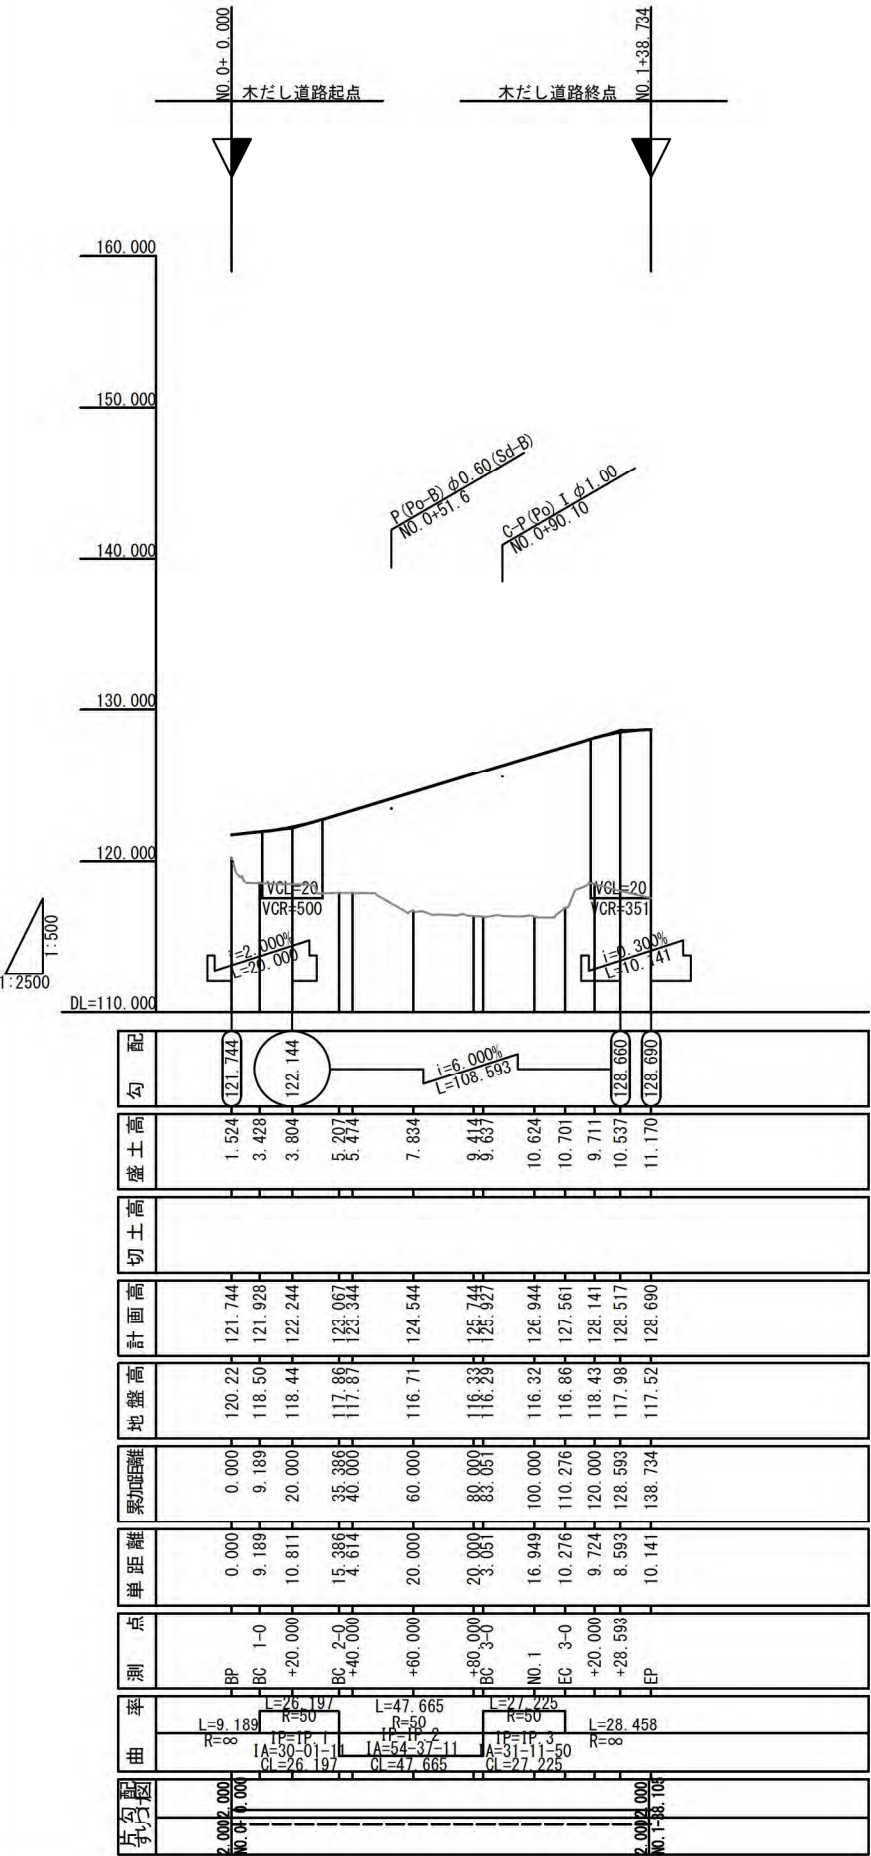 NO.0+ 0.000
木だし道路起点
NO.1+38.734
木だし道路終点
160.000
150.000
140.000
130.000
120.000
DL=110.000
P(Po-B) φ0.60(Sd-B)
NO.0+51.6
C-P(Po) I φ1.00
NO.0+90.10
1:500
1:2500
VCL=20
VCR=500
VCL=20
VCR=351
i=2.000%
L=20.000
i=0.300%
L=10.141
勾 配
121.744
122.144
i=6.000%
L=108.593
128.660
128.690
盛土高
1.524
3.428
3.804
5.207
5.474
7.834
9.414
9.637
10.624
10.701
9.711
10.537
11.170
切土高
計画高
121.744
121.928
122.244
123.067
123.344
124.544
125.744
125.927
126.944
127.561
128.141
128.517
128.690
地盤高
120.22
118.50
118.44
117.86
117.87
116.71
116.33
116.29
116.32
116.86
118.43
117.98
117.52
累加距離
0.000
9.189
20.000
35.386
40.000
60.000
80.000
83.051
100.000
110.276
120.000
128.593
138.734
単距離
0.000
9.189
10.811
15.386
4.614
20.000
20.000
3.051
16.949
10.276
9.724
8.593
10.141
測 点
BP
BC 1-0
+20.000
BC 2-0
+40.000
+60.000
+80.000
BC 3-0
NO.1
EC 3-0
+20.000
+28.593
EP
曲 率
L=9.189
R=∞
L=26.197
R=50
IP=IP.1
IA=30-01-11
CL=26.197
L=47.665
R=50
IP=IP.2
IA=54-37-11
CL=47.665
L=27.225
R=50
IP=IP.3
IA=31-11-50
CL=27.225
L=28.458
R=∞
片勾配
すりつけ図
2.000
2.000
NO.0+ 0.000
2.000
2.000